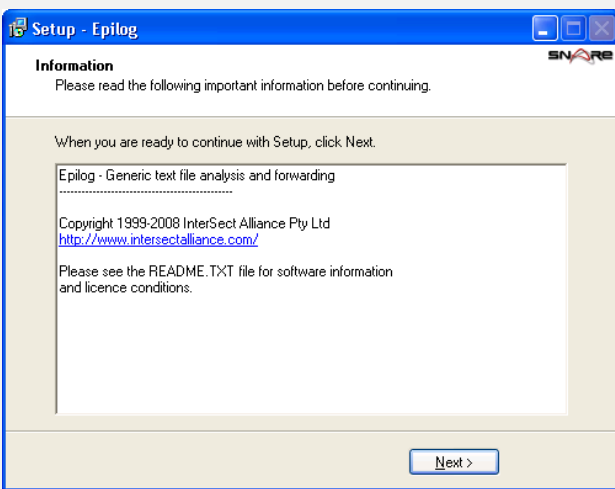 Setup - Epilog
SNARE
Information
Please read the following important information before continuing.
When you are ready to continue with Setup, click Next.
Epilog - Generic text file analysis and forwarding
-----------------------------------------------
Copyright 1999-2008 InterSect Alliance Pty Ltd
http://www.intersectalliance.com/
Please see the README.TXT file for software information
and licence conditions.
Next >